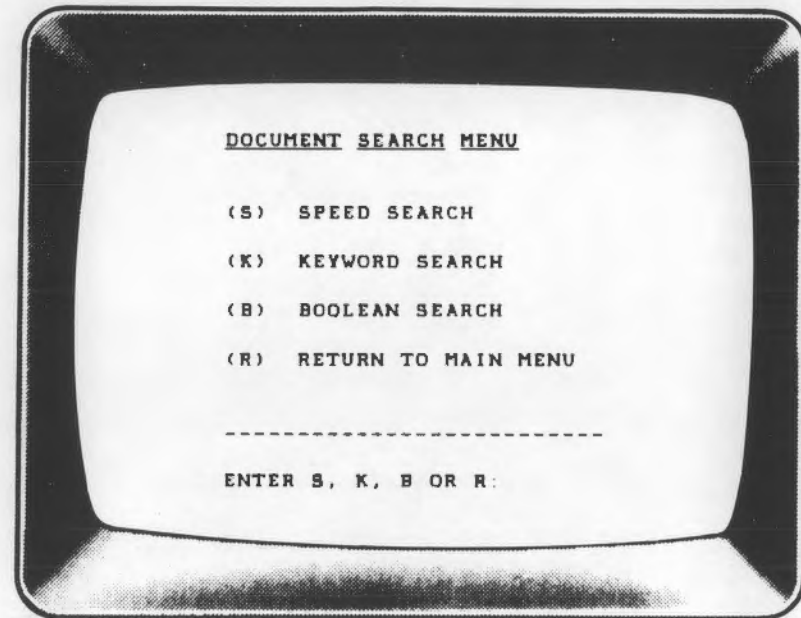 DOCUMENT SEARCH MENU
(S) SPEED SEARCH
(K) KEYWORD SEARCH
(B) BOOLEAN SEARCH
(R) RETURN TO MAIN MENU
---------------------------
ENTER S, K, B OR R: